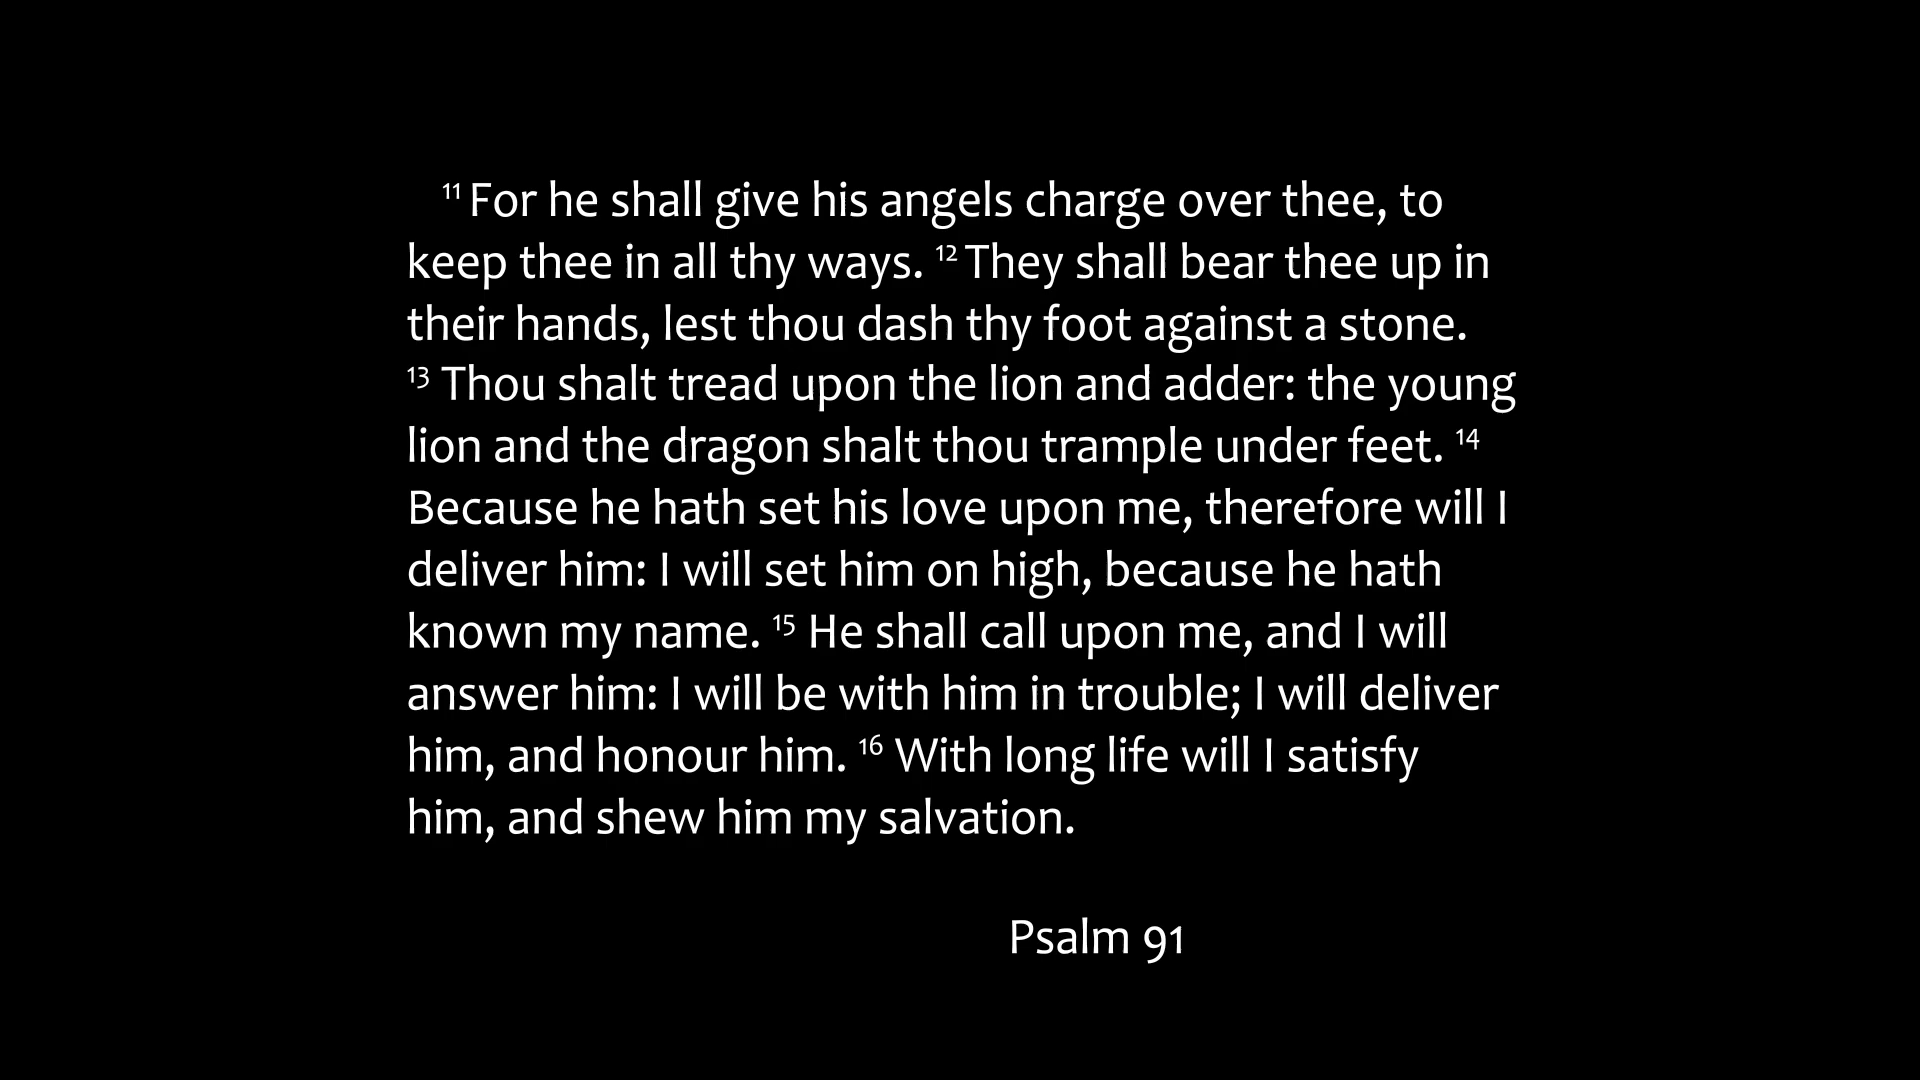 ¹¹ For he shall give his angels charge over thee, to
keep thee in all thy ways. ¹² They shall bear thee up in
their hands, lest thou dash thy foot against a stone.
¹³ Thou shalt tread upon the lion and adder: the young
lion and the dragon shalt thou trample under feet. ¹⁴
Because he hath set his love upon me, therefore will I
deliver him: I will set him on high, because he hath
known my name. ¹⁵ He shall call upon me, and I will
answer him: I will be with him in trouble; I will deliver
him, and honour him. ¹⁶ With long life will I satisfy
him, and shew him my salvation.
Psalm 91